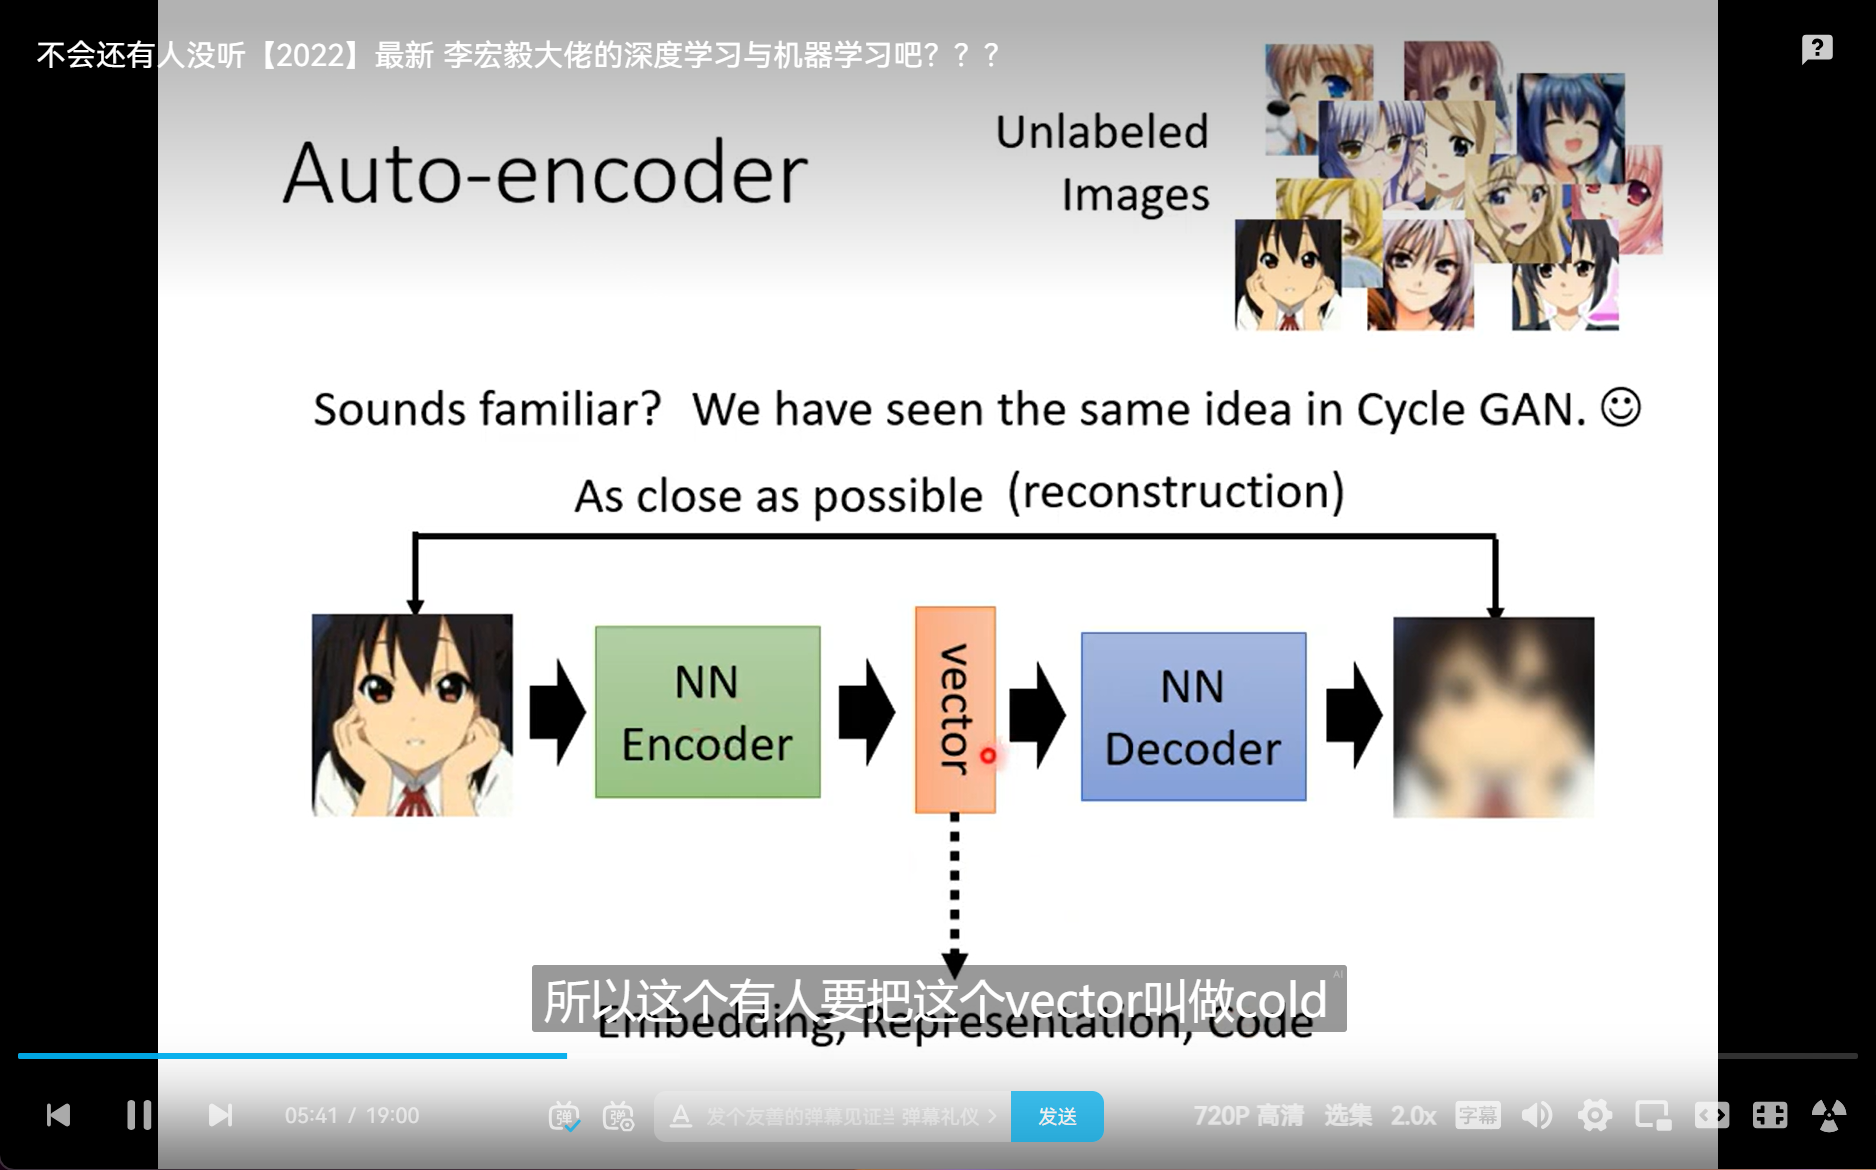 不会还有人没听【2022】最新 李宏毅大佬的深度学习与机器学习吧？？？
Auto-encoder
Unlabeled
Images
Sounds familiar? We have seen the same idea in Cycle GAN. ☺
As close as possible (reconstruction)
NN
Encoder
vector
NN
Decoder
AI
所以这个有人要把这个vector叫做cold
Embedding, Representation, Code
05:41 / 19:00
弹
弹
A
发个友善的弹幕见证当
弹幕礼仪 >
发送
720P 高清
选集
2.0x
字幕